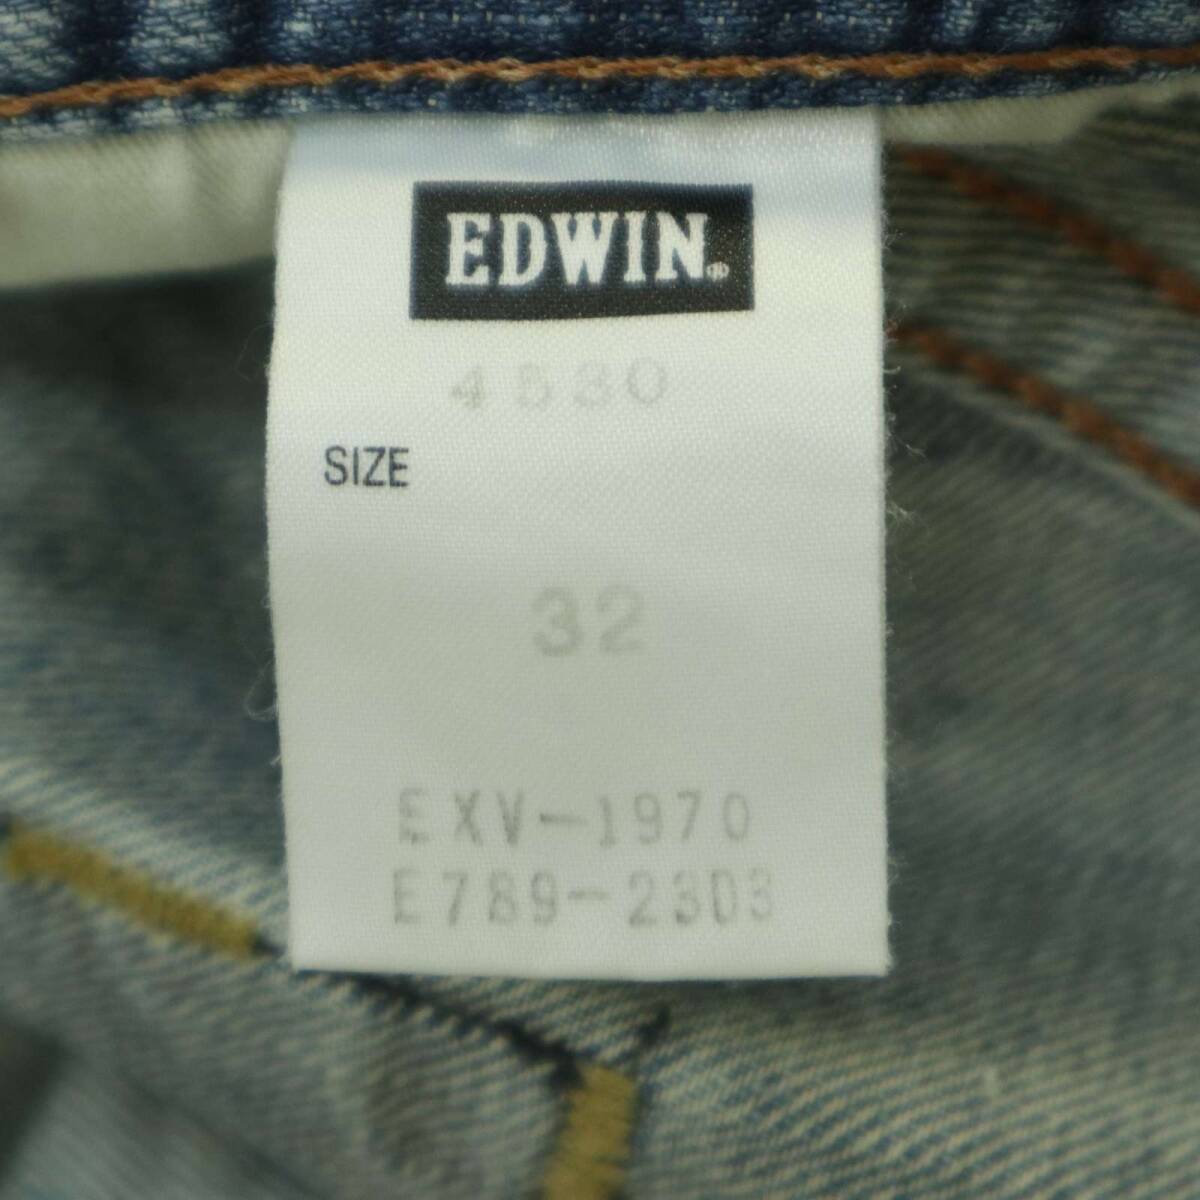 EDWIN®
4530
SIZE
32
EXV-1970
E789-2303